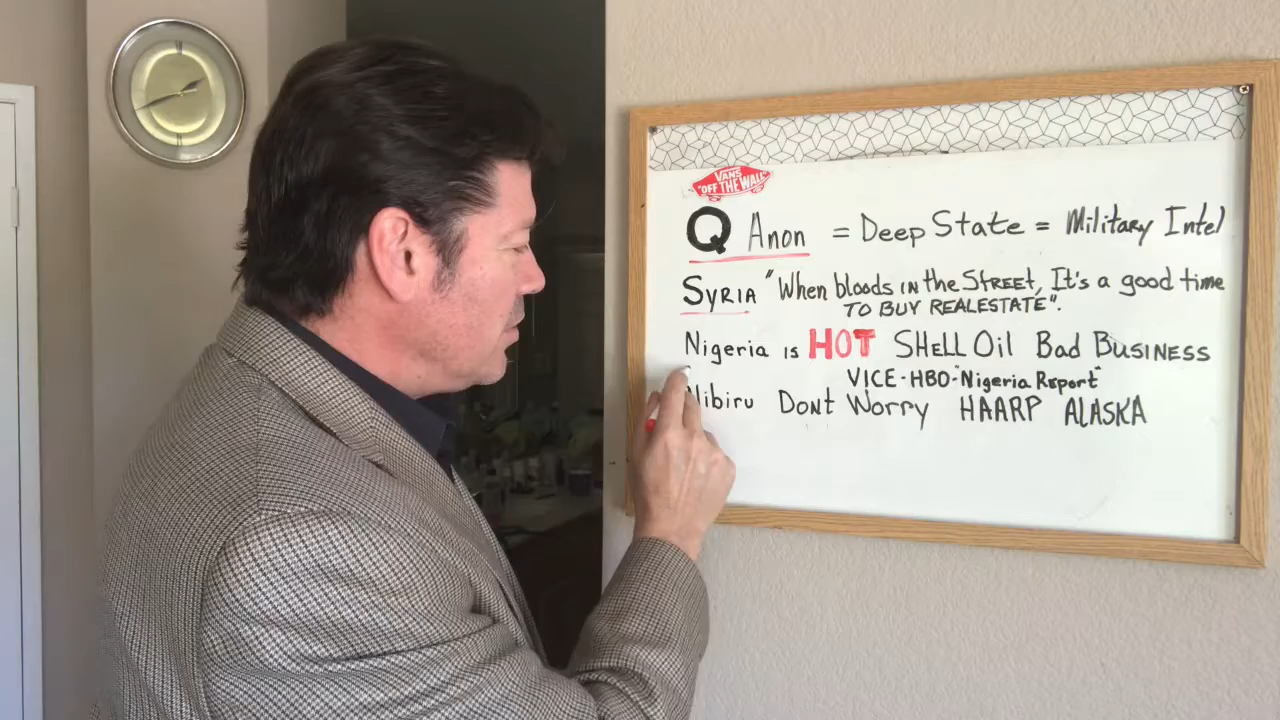 VANS
"OFF THE WALL"
Q Anon = Deep State = Military Intel
SYRIA "When bloods IN the STREET, It's a good time
TO BUY REALESTATE".
Nigeria is HOT SHELL Oil Bad BUSINESS
VICE-HBO-"Nigeria Report"
Nibiru DONT Worry HAARP ALASKA